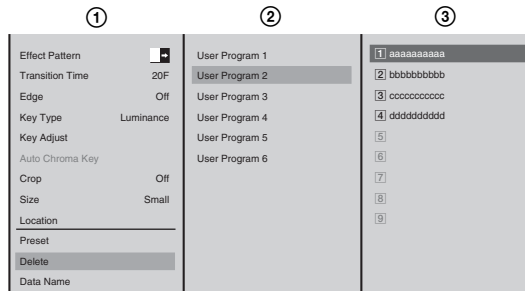 ① ② ③
Effect Pattern
Transition Time 20F
Edge Off
Key Type Luminance
Key Adjust
Auto Chroma Key
Crop Off
Size Small
Location
Preset
Delete
Data Name
User Program 1
User Program 2
User Program 3
User Program 4
User Program 5
User Program 6
1 aaaaaaaaaa
2 bbbbbbbbbb
3 ccccccccccc
4 dddddddddd
5
6
7
8
9